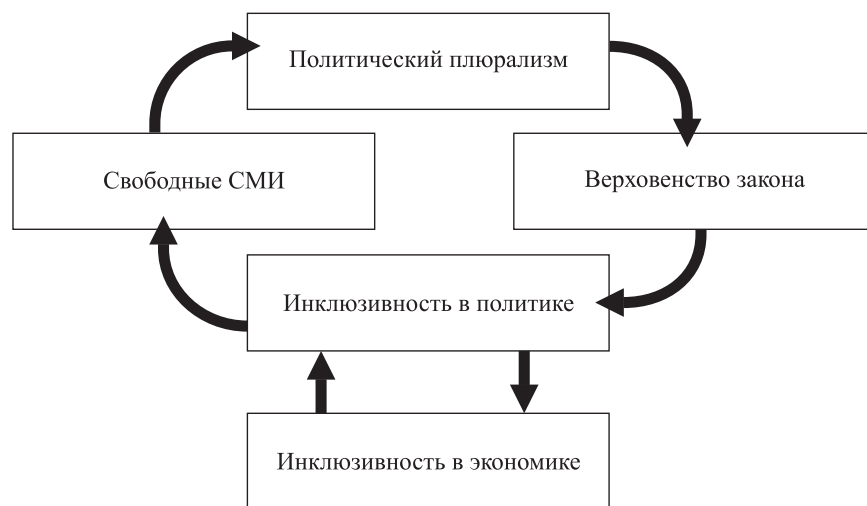 Политический плюрализм
Свободные СМИ
Верховенство закона
Инклюзивность в политике
Инклюзивность в экономике